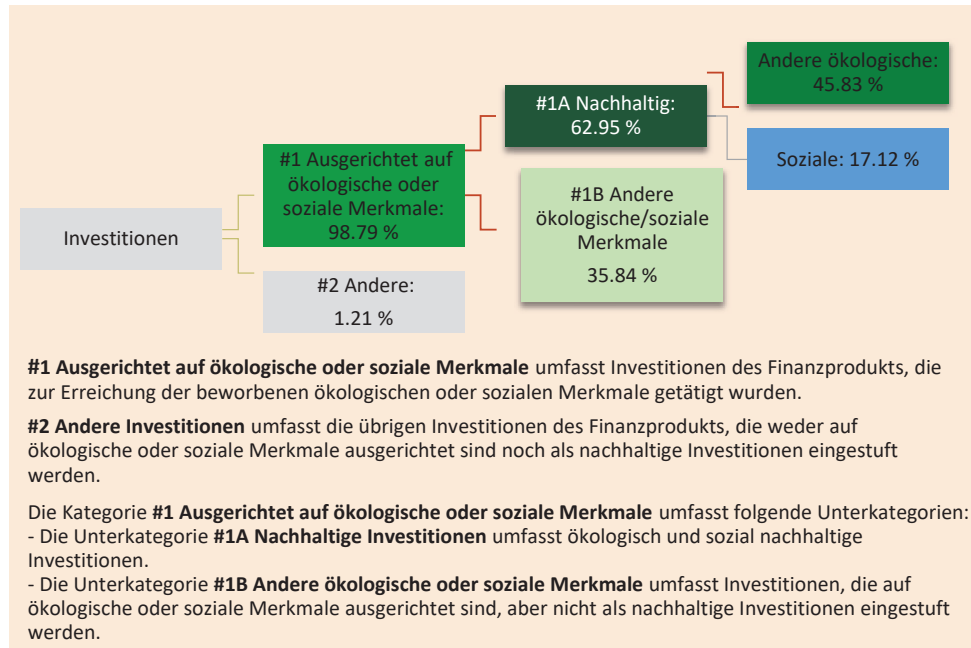 Investitionen
#1 Ausgerichtet auf
ökologische oder
soziale Merkmale:
98.79 %
#2 Andere:
1.21 %
#1A Nachhaltig:
62.95 %
#1B Andere
ökologische/soziale
Merkmale
35.84 %
Andere ökologische:
45.83 %
Soziale: 17.12 %
#1 Ausgerichtet auf ökologische oder soziale Merkmale umfasst Investitionen des Finanzprodukts, die
zur Erreichung der beworbenen ökologischen oder sozialen Merkmale getätigt wurden.
#2 Andere Investitionen umfasst die übrigen Investitionen des Finanzprodukts, die weder auf
ökologische oder soziale Merkmale ausgerichtet sind noch als nachhaltige Investitionen eingestuft
werden.
Die Kategorie #1 Ausgerichtet auf ökologische oder soziale Merkmale umfasst folgende Unterkategorien:
- Die Unterkategorie #1A Nachhaltige Investitionen umfasst ökologisch und sozial nachhaltige
Investitionen.
- Die Unterkategorie #1B Andere ökologische oder soziale Merkmale umfasst Investitionen, die auf
ökologische oder soziale Merkmale ausgerichtet sind, aber nicht als nachhaltige Investitionen eingestuft
werden.